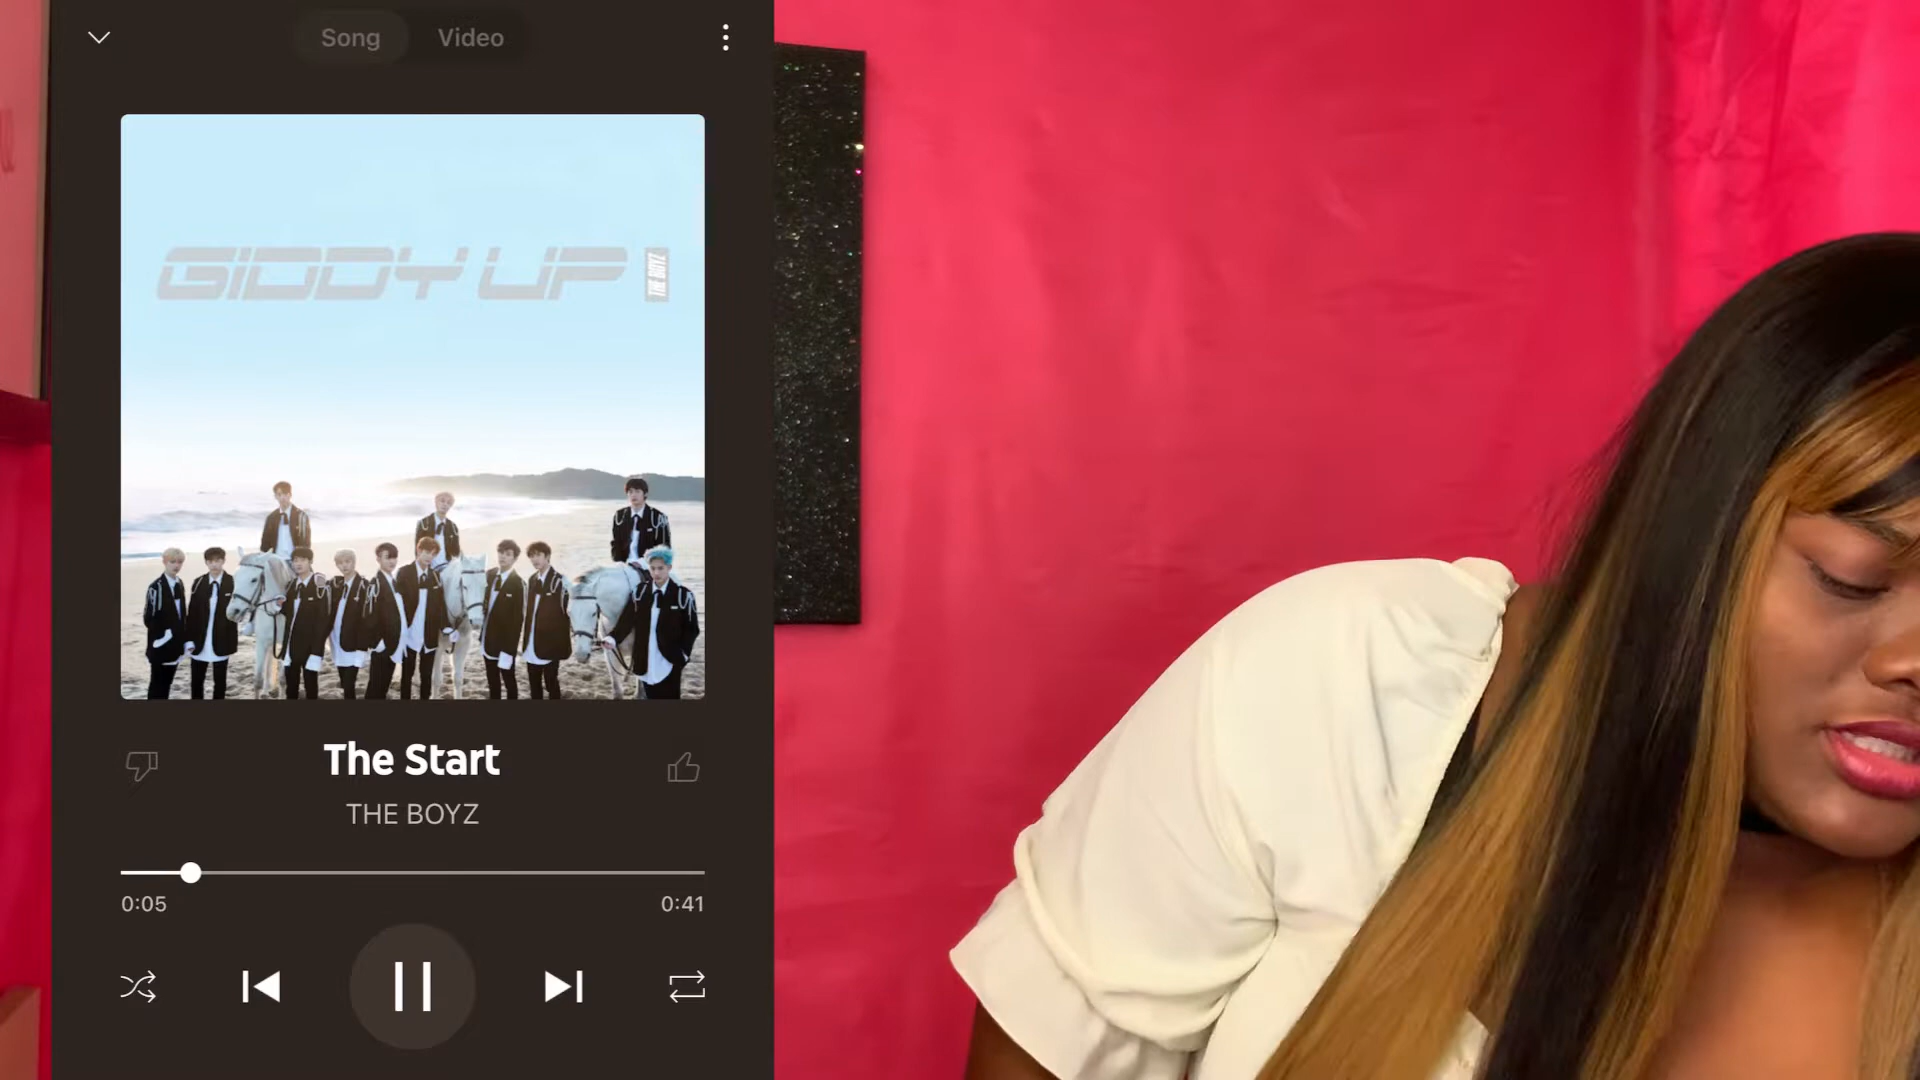 Song Video
GIDDY UP THE BOYZ
The Start
THE BOYZ
0:05 0:41